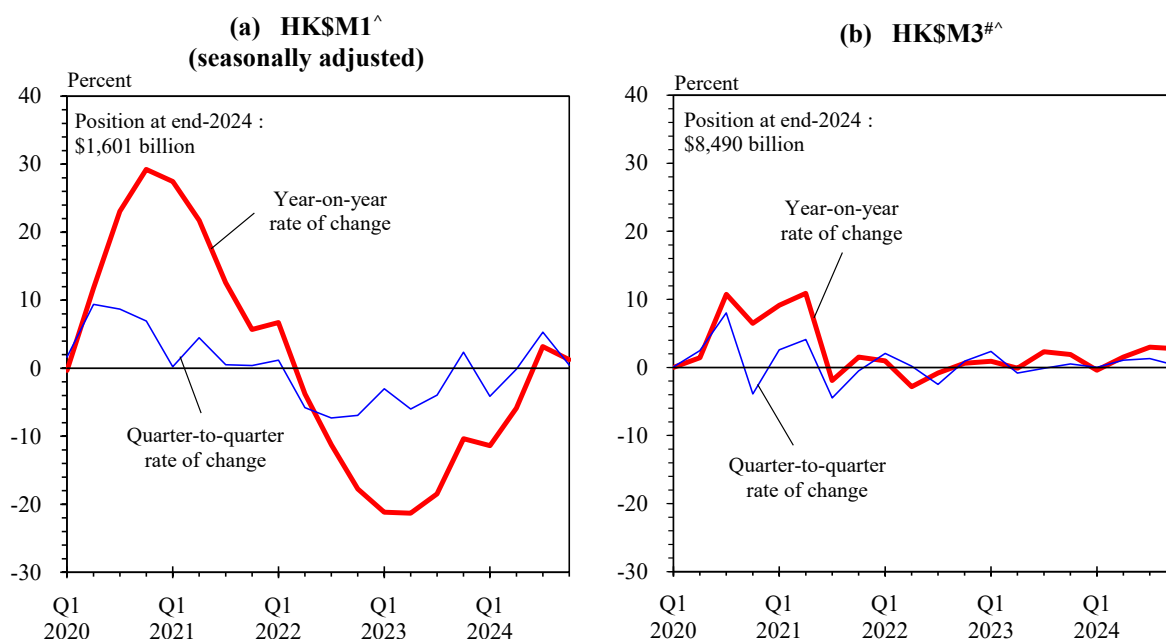 (a) HK$M1^
(seasonally adjusted)
Percent
40
30
20
10
0
-10
-20
-30
Position at end-2024 :
$1,601 billion
Year-on-year
rate of change
Quarter-to-quarter
rate of change
Q1 Q1 Q1 Q1 Q1
2020 2021 2022 2023 2024
(b) HK$M3#^
Percent
40
30
20
10
0
-10
-20
-30
Position at end-2024 :
$8,490 billion
Year-on-year
rate of change
Quarter-to-quarter
rate of change
Q1 Q1 Q1 Q1 Q1
2020 2021 2022 2023 2024